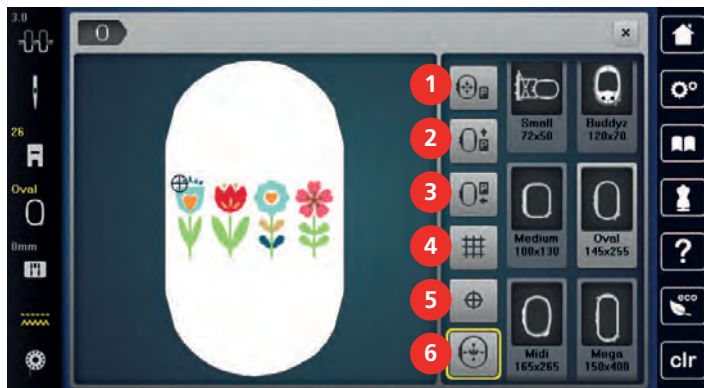 3.0
26
Oval
0mm
1
2
3
4
5
6
P
P
P
Small
72x50
Buddyz
120x70
Medium
100x130
Oval
145x255
Midi
165x265
Mega
150x400
?
eco
clr